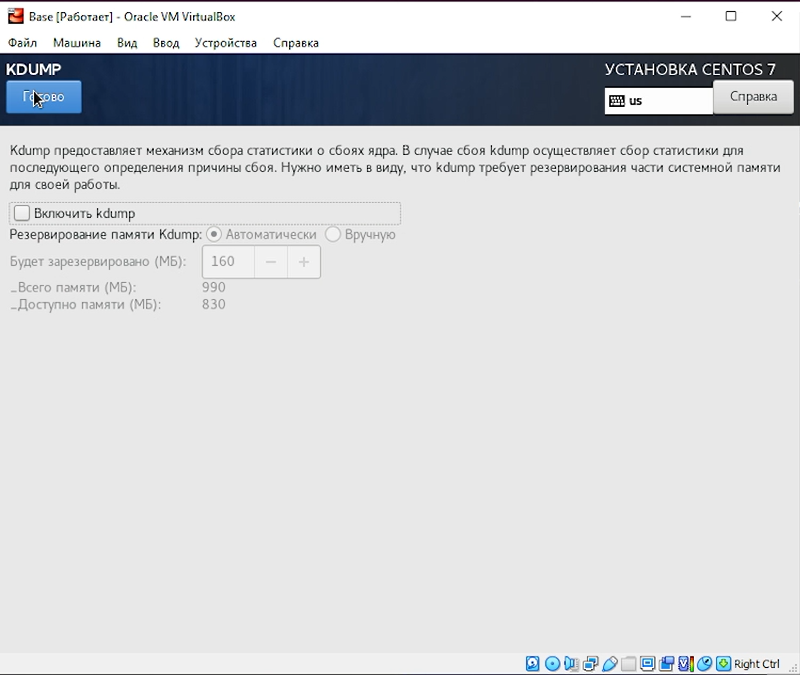 Base [Работает] - Oracle VM VirtualBox
Файл Машина Вид Ввод Устройства Справка
KDUMP
УСТАНОВКА CENTOS 7
Готово
us
Справка
Kdump предоставляет механизм сбора статистики о сбоях ядра. В случае сбоя kdump осуществляет сбор статистики для
последующего определения причины сбоя. Нужно иметь в виду, что kdump требует резервирования части системной памяти
для своей работы.
Включить kdump
Резервирование памяти Kdump: Автоматически Вручную
Будет зарезервировано (МБ): 160 − +
_Всего памяти (МБ): 990
_Доступно памяти (МБ): 830
Right Ctrl